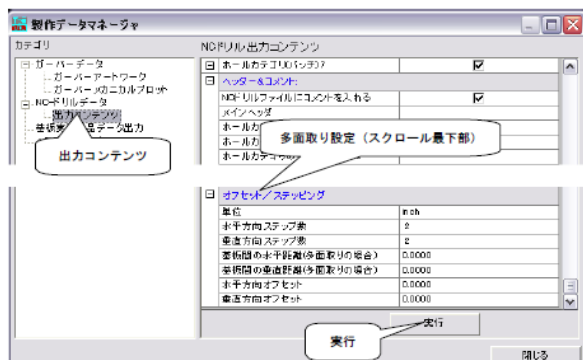 製作データマネージャ
カテゴリ
NCドリル出力コンテンツ
ガーバーデータ
ガーバーアートワーク
ガーバーメカニカルプロット
NCドリルデータ
出力コンテンツ
出力コンテンツ
ヘッダー&コメント:
NCドリルファイルにコメントを入れる
メインヘッダ
多面取り設定(スクロール最下部)
オフセット/ステッピング
単位 inch
水平方向ステップ数 2
垂直方向ステップ数 2
基板間の水平距離(多面取りの場合) 0.0000
基板間の垂直距離(多面取りの場合) 0.0000
水平方向オフセット 0.0000
垂直方向オフセット 0.0000
実行
実行
閉じる